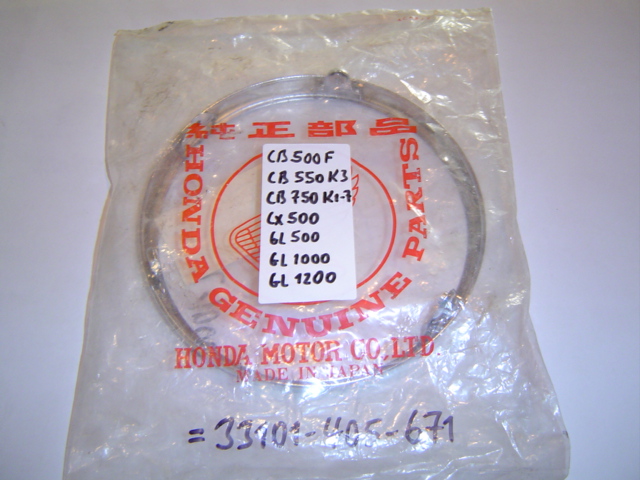 純正部品
HONDA GENUINE PARTS
CB 500 F
CB 550 K3
CB 750 K1-7
CX 500
GL 500
GL 1000
GL 1200
HONDA MOTOR CO.,LTD.
MADE IN JAPAN
= 33101-405-671